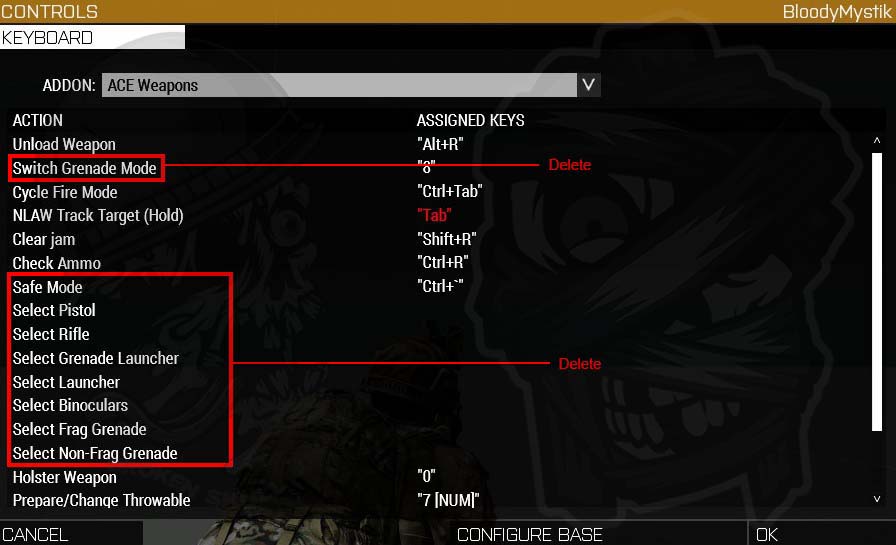 CONTROLS BloodyMystik
KEYBOARD
ADDON: ACE Weapons
ACTION ASSIGNED KEYS
Unload Weapon "Alt+R"
Switch Grenade Mode "8" Delete
Cycle Fire Mode "Ctrl+Tab"
NLAW Track Target (Hold) "Tab"
Clear jam "Shift+R"
Check Ammo "Ctrl+R"
Safe Mode "Ctrl+`"
Select Pistol
Select Rifle
Select Grenade Launcher Delete
Select Launcher
Select Binoculars
Select Frag Grenade
Select Non-Frag Grenade
Holster Weapon "0"
Prepare/Change Throwable "7 [NUM]"
CANCEL CONFIGURE BASE OK